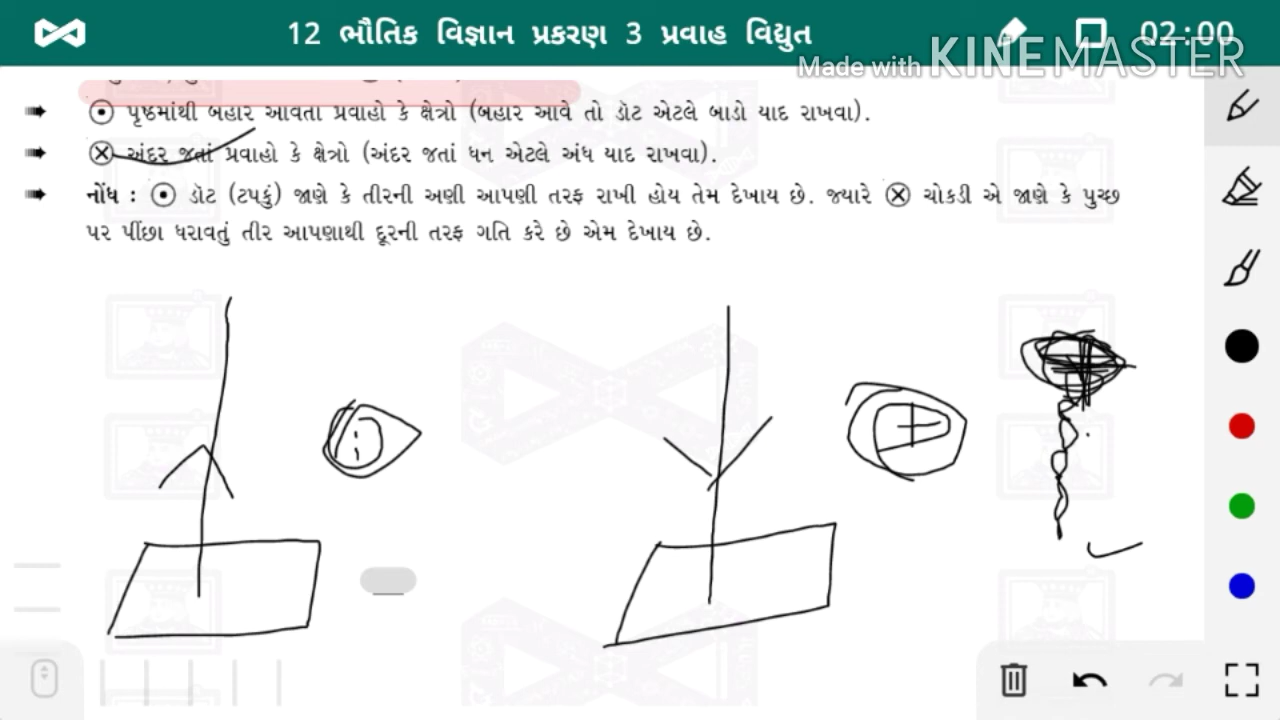 12 ભૌતિક વિજ્ઞાન પ્રકરણ 3 પ્રવાહ વિદ્યુત
02:00
Made with KINEMASTER
પૃષ્ઠમાંથી બહાર આવતા પ્રવાહો કે ક્ષેત્રો (બહાર આવે તો ડૉટ એટલે બાડો યાદ રાખવા).
અંદર જતાં પ્રવાહો કે ક્ષેત્રો (અંદર જતાં ધન એટલે અંધ યાદ રાખવા).
નોંધ : ⊙ ડૉટ (ટપકું) જાણે કે તીરની અણી આપણી તરફ રાખી હોય તેમ દેખાય છે. જ્યારે ⊗ ચોકડી એ જાણે કે પુચ્છ
પર પીંછા ધરાવતું તીર આપણાથી દૂરની તરફ ગતિ કરે છે એમ દેખાય છે.